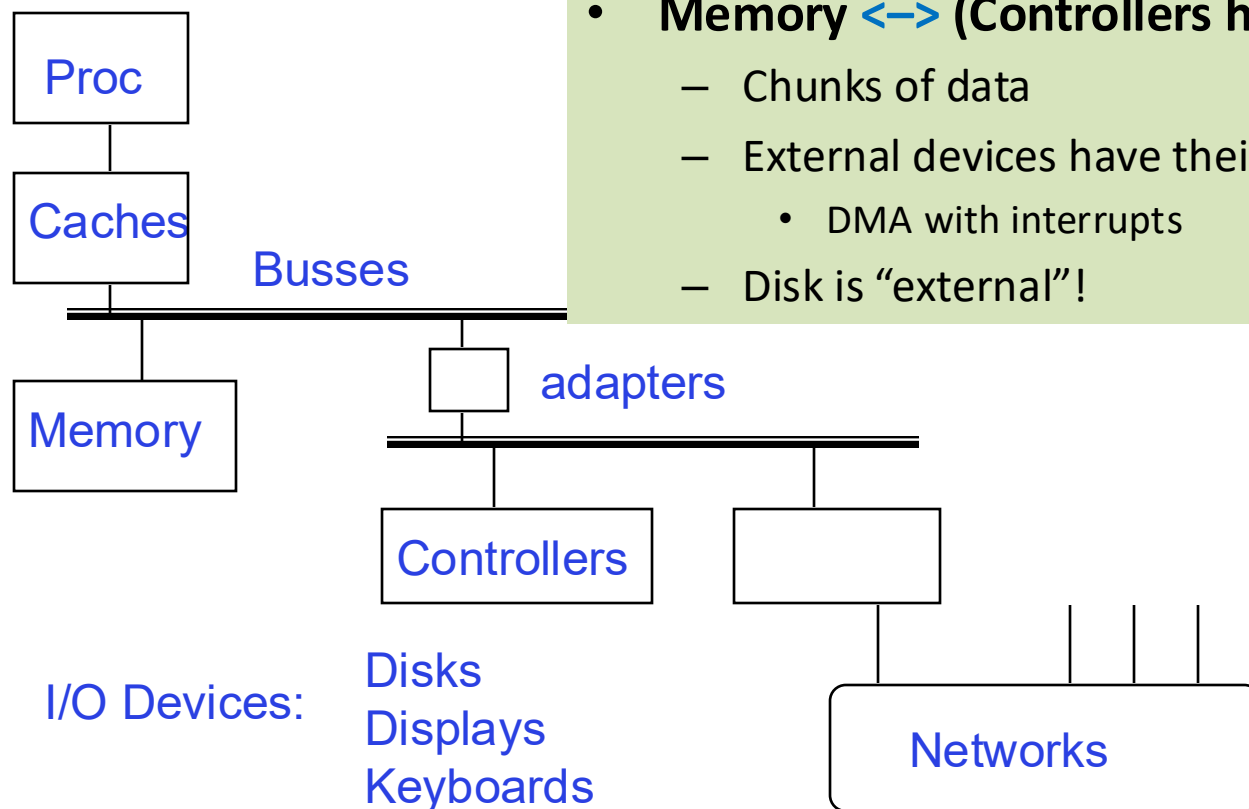 Proc
Caches
Busses
• Memory <–> (Controllers h
– Chunks of data
– External devices have thei
• DMA with interrupts
– Disk is “external”!
adapters
Memory
Controllers
I/O Devices:
Disks
Displays
Keyboards
Networks